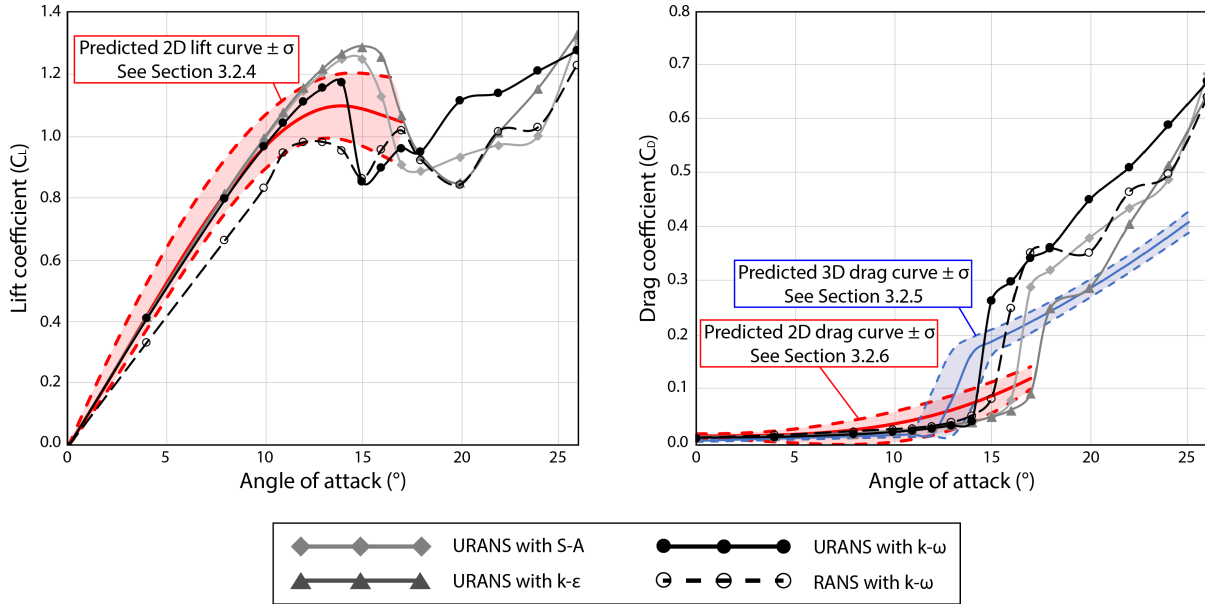 1.4
1.2
1.0
0.8
0.6
0.4
0.2
0.0
Lift coefficient (CL)
Predicted 2D lift curve ± σ
See Section 3.2.4
0
5
10
15
20
25
Angle of attack (°)
0.8
0.7
0.6
0.5
0.4
0.3
0.2
0.1
0.0
Drag coefficient (CD)
Predicted 3D drag curve ± σ
See Section 3.2.5
Predicted 2D drag curve ± σ
See Section 3.2.6
0
5
10
15
20
25
Angle of attack (°)
URANS with S-A
URANS with k-ω
URANS with k-ε
RANS with k-ω